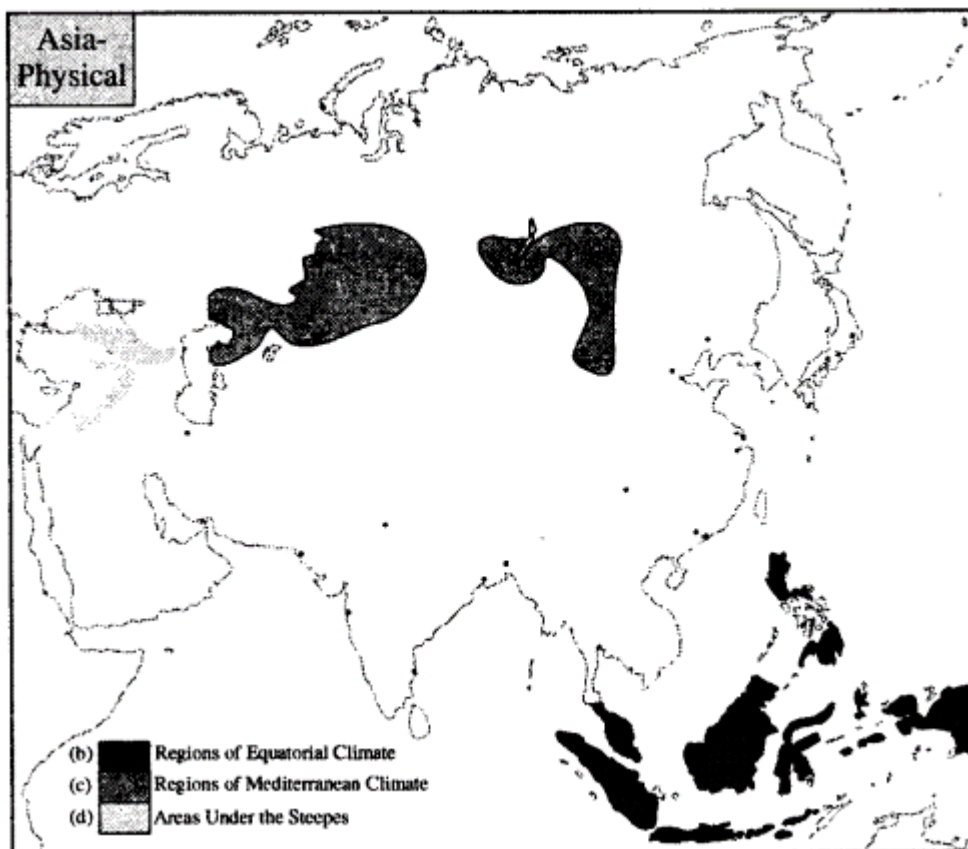 Asia-
Physical
(b) Regions of Equatorial Climate
(c) Regions of Mediterranean Climate
(d) Areas Under the Steepes